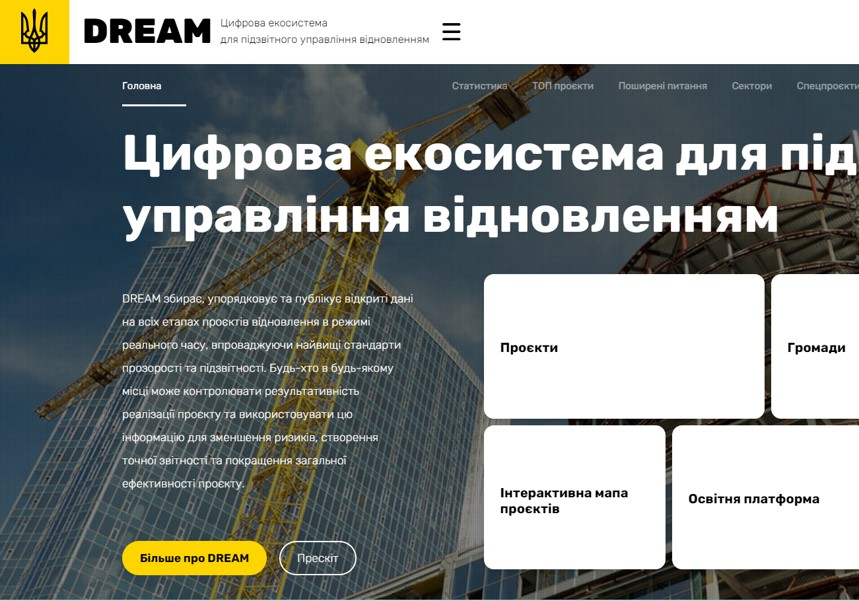 DREAM
Цифрова екосистема
для підзвітного управління відновленням
Головна
Статистика
ТОП проєкти
Поширені питання
Сектори
Спецпроєкти
Цифрова екосистема для під
управління відновленням
DREAM збирає, упорядковує та публікує відкриті дані
на всіх етапах проєктів відновлення в режимі
реального часу, впроваджуючи найвищі стандарти
прозорості та підзвітності. Будь-хто в будь-якому
місці може контролювати результативність
реалізації проєкту та використовувати цю
інформацію для зменшення ризиків, створення
точної звітності та покращення загальної
ефективності проєкту.
Проєкти
Громади
Інтерактивна мапа
проєктів
Освітня платформа
Більше про DREAM
Прескіт